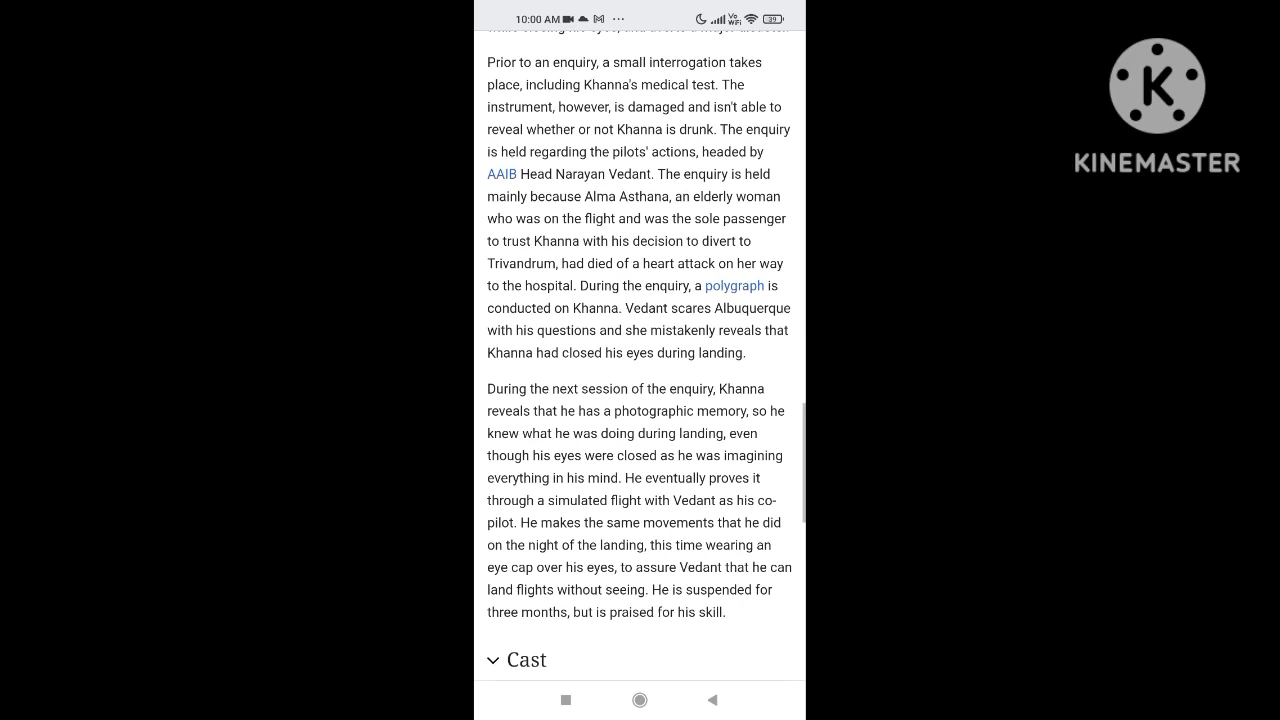 10:00 AM
Vo WiFi
39
Prior to an enquiry, a small interrogation takes
place, including Khanna's medical test. The
instrument, however, is damaged and isn't able to
reveal whether or not Khanna is drunk. The enquiry
is held regarding the pilots' actions, headed by
AAIB Head Narayan Vedant. The enquiry is held
mainly because Alma Asthana, an elderly woman
who was on the flight and was the sole passenger
to trust Khanna with his decision to divert to
Trivandrum, had died of a heart attack on her way
to the hospital. During the enquiry, a polygraph is
conducted on Khanna. Vedant scares Albuquerque
with his questions and she mistakenly reveals that
Khanna had closed his eyes during landing.
During the next session of the enquiry, Khanna
reveals that he has a photographic memory, so he
knew what he was doing during landing, even
though his eyes were closed as he was imagining
everything in his mind. He eventually proves it
through a simulated flight with Vedant as his co-
pilot. He makes the same movements that he did
on the night of the landing, this time wearing an
eye cap over his eyes, to assure Vedant that he can
land flights without seeing. He is suspended for
three months, but is praised for his skill.
Cast
K
KINEMASTER